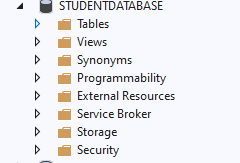 STUDENTDATABASE
Tables
Views
Synonyms
Programmability
External Resources
Service Broker
Storage
Security